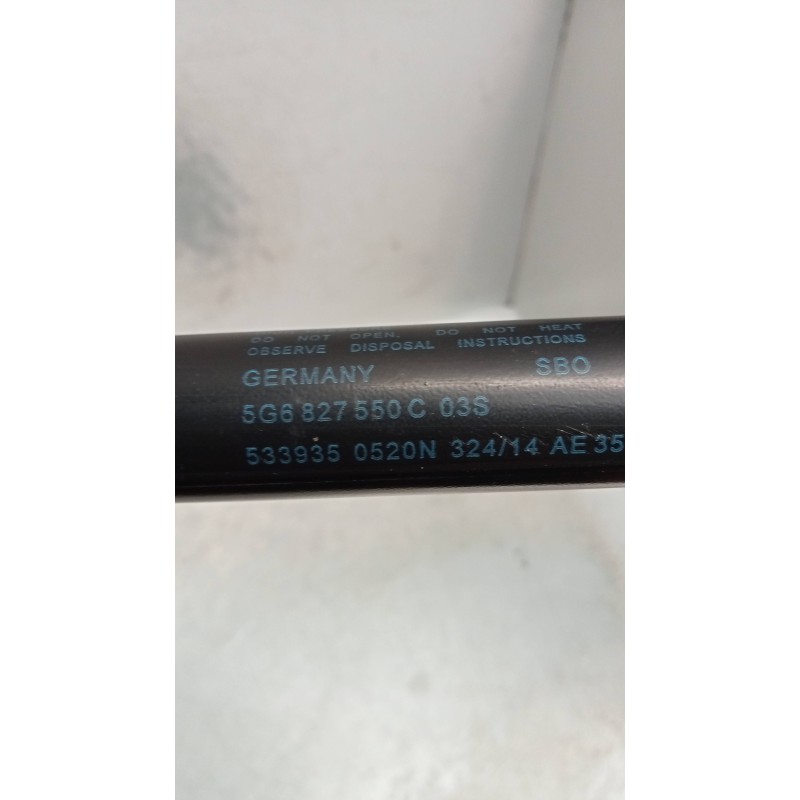 DO NOT OPEN. DO NOT HEAT
OBSERVE DISPOSAL INSTRUCTIONS
GERMANY SBO
5G6 827 550 C 03S
533935 0520N 324/14 AE 35